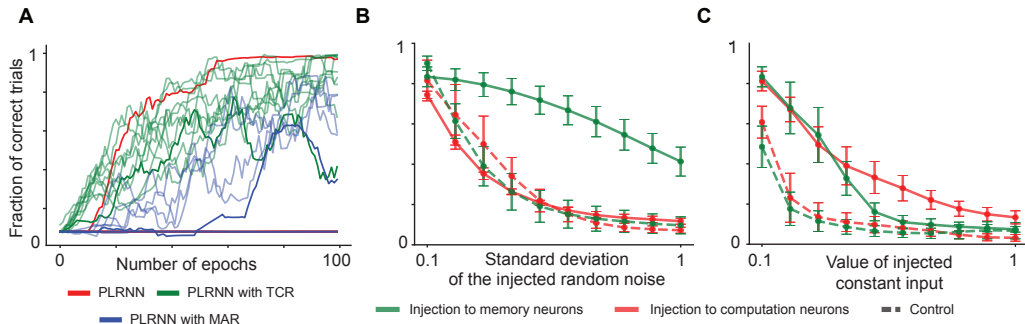 A
Fraction of correct trials
1
0
0
100
Number of epochs
PLRNN
PLRNN with TCR
PLRNN with MAR
B
1
0
0.1
1
Standard deviation
of the injected random noise
C
1
0
0.1
1
Value of injected
constant input
Injection to memory neurons
Injection to computation neurons
Control